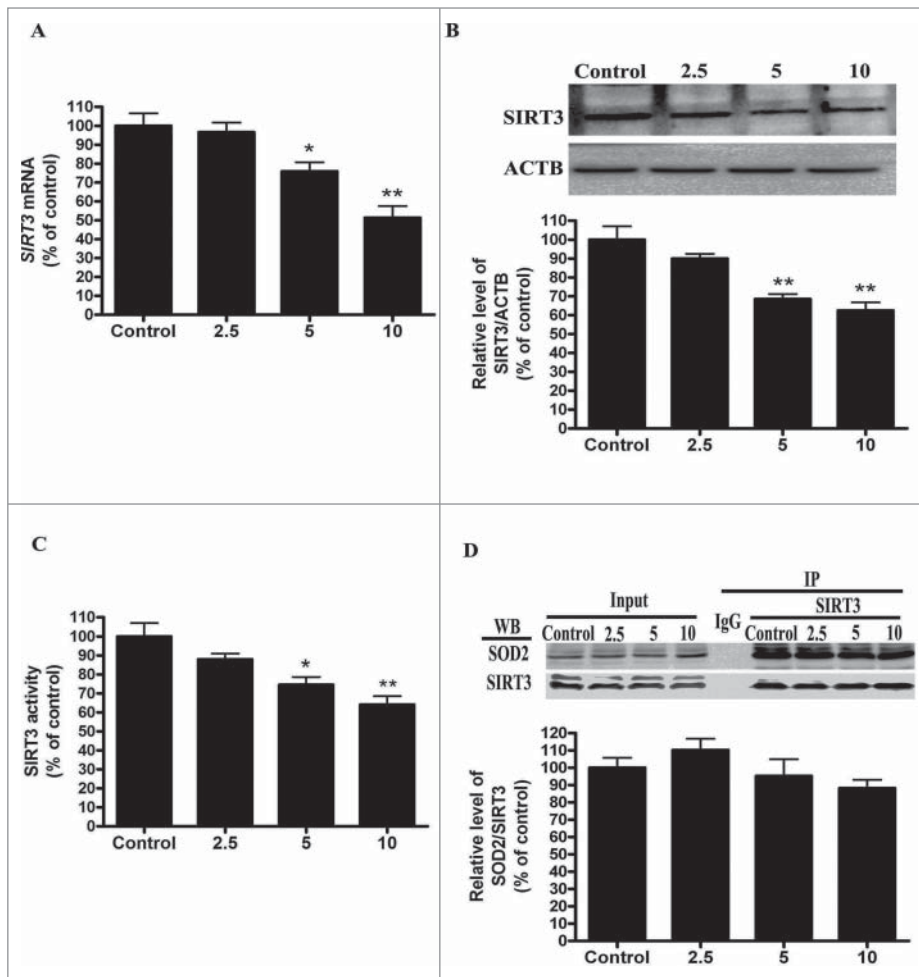 A
110
100
90
80
70
60
50
40
30
20
10
0
SIRT3 mRNA
(% of control)
*
**
Control 2.5 5 10
B
Control 2.5 5 10
SIRT3
ACTB
110
100
90
80
70
60
50
40
30
20
10
0
Relative level of
SIRT3/ACTB
(% of control)
**
**
Control 2.5 5 10
C
110
100
90
80
70
60
50
40
30
20
10
0
SIRT3 activity
(% of control)
*
**
Control 2.5 5 10
D
IP
Input IgG SIRT3
WB Control 2.5 5 10 Control 2.5 5 10
SOD2
SIRT3
120
110
100
90
80
70
60
50
40
30
20
10
0
Relative level of
SOD2/SIRT3
(% of control)
Control 2.5 5 10